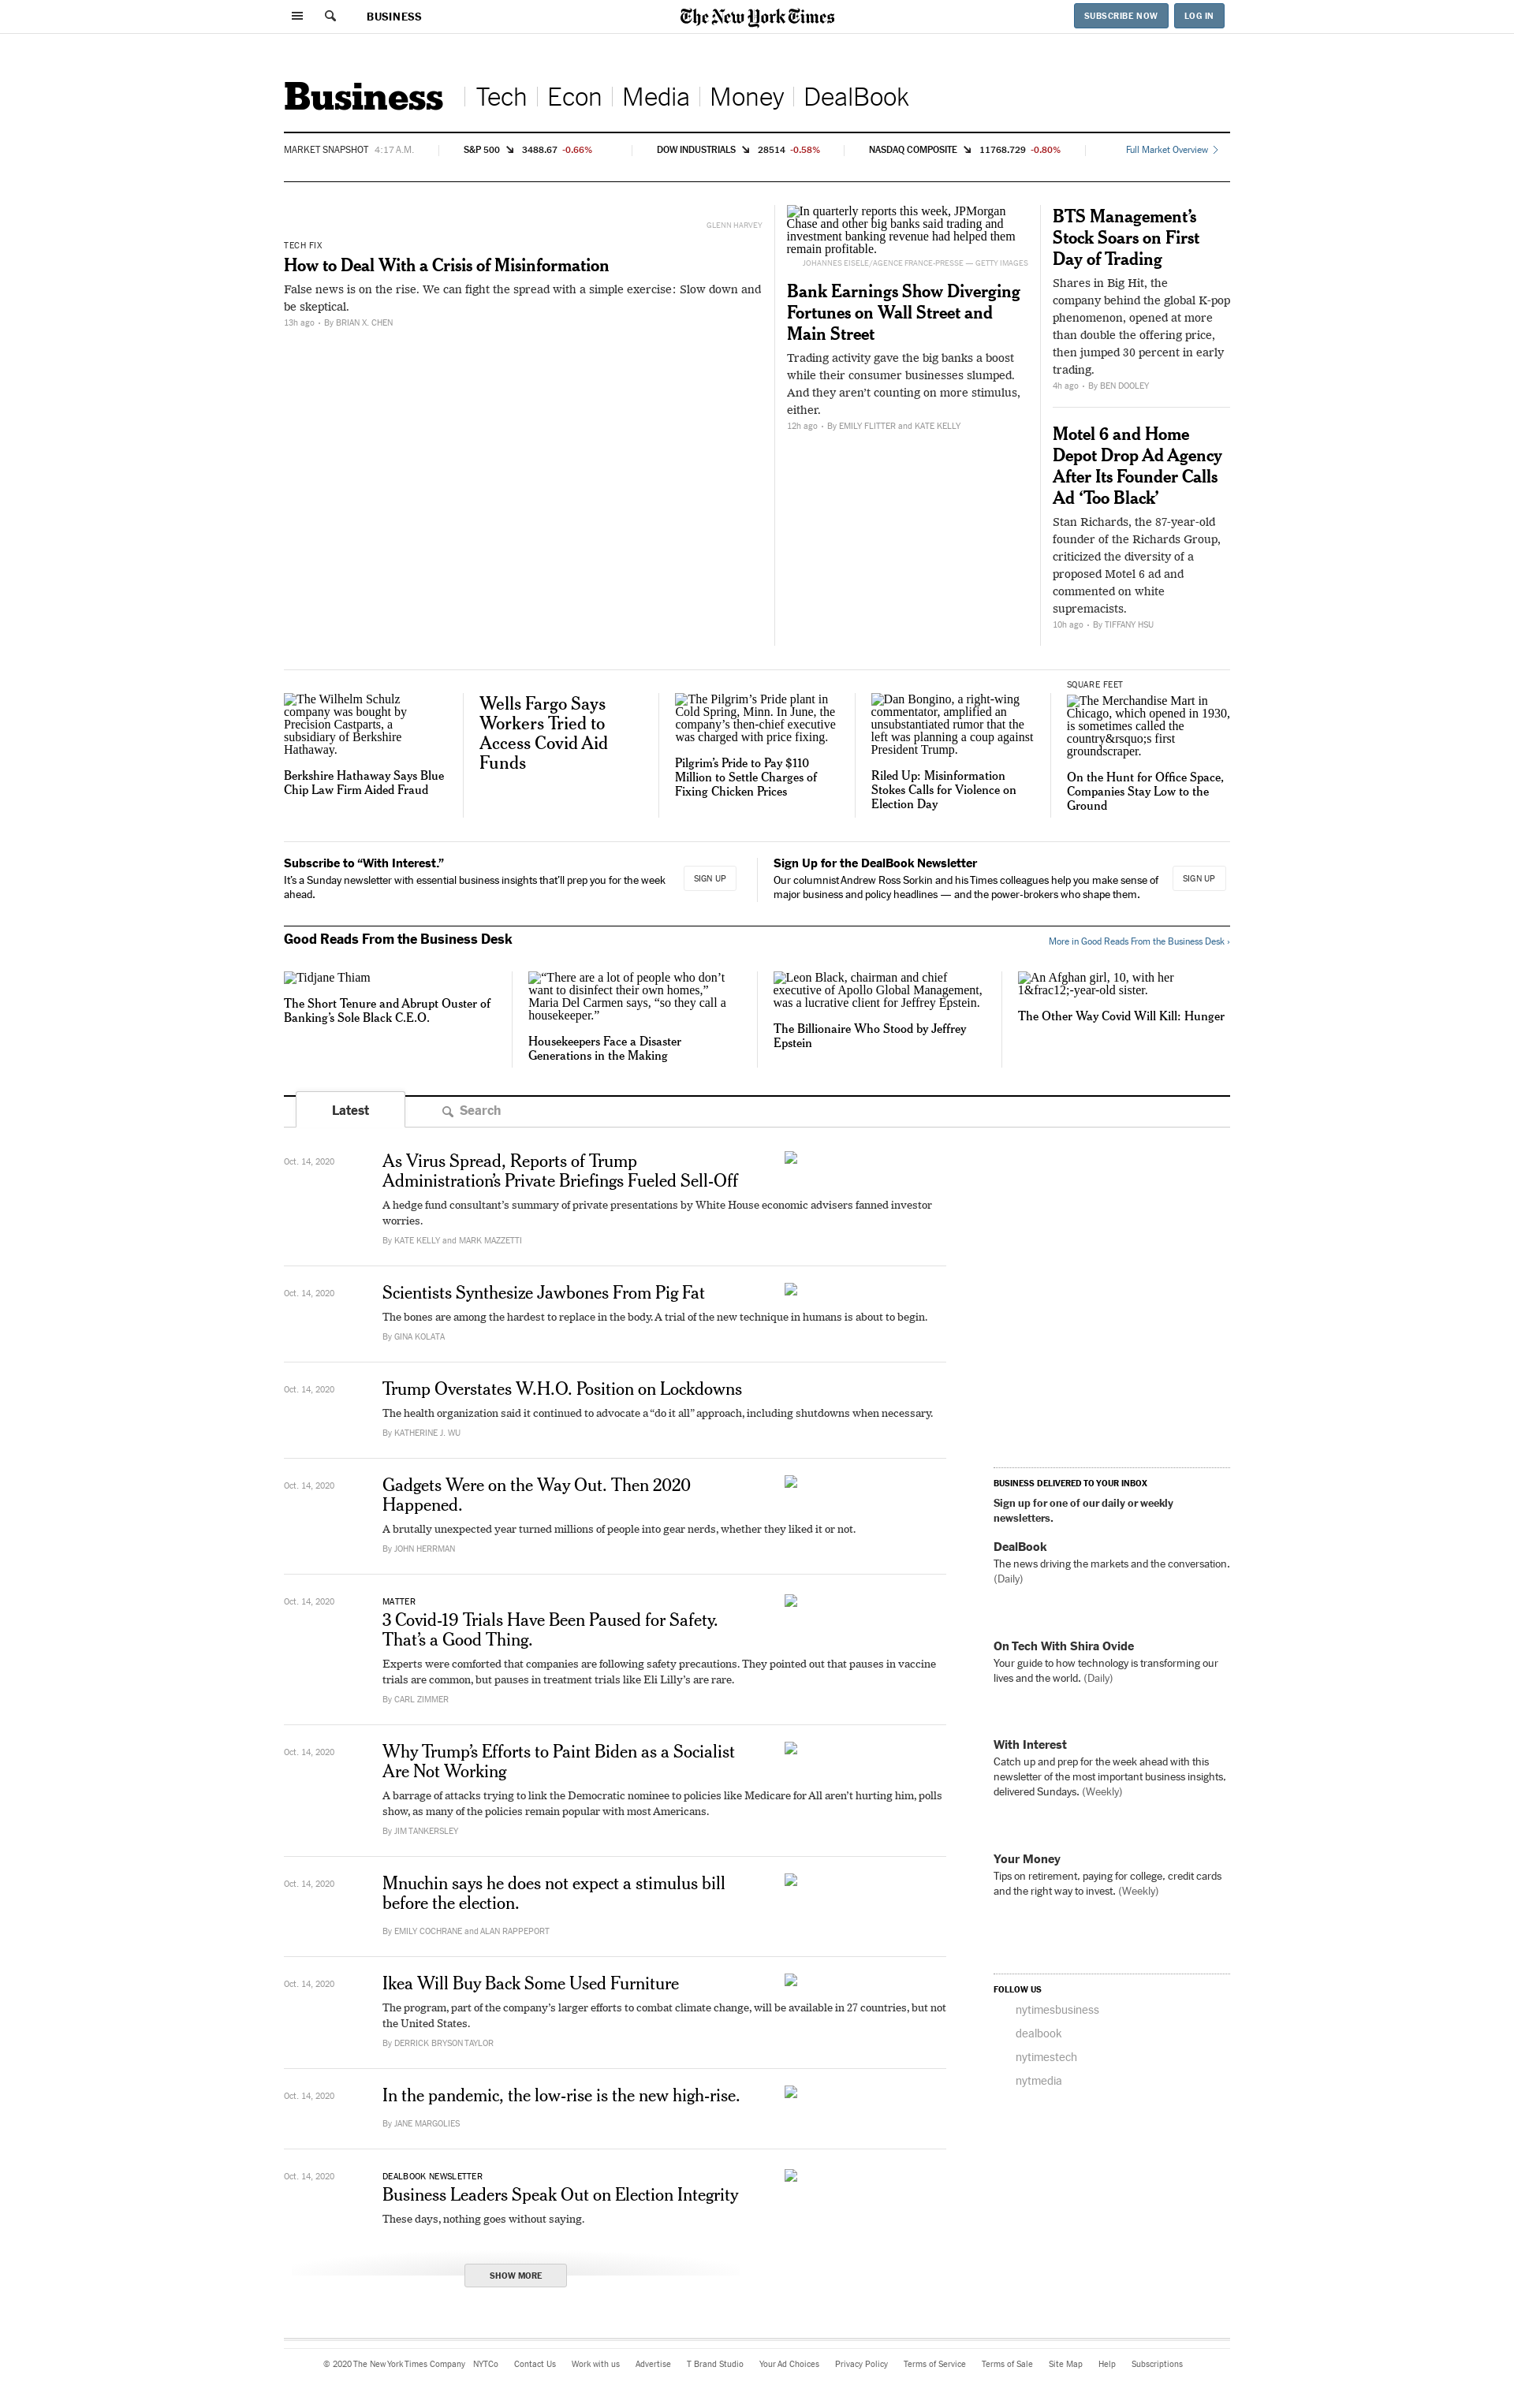 BUSINESS
The New York Times
SUBSCRIBE NOW
LOG IN
Business
Tech
Econ
Media
Money
DealBook
MARKET SNAPSHOT 4:17 A.M.
S&P 500 3488.67 -0.66%
DOW INDUSTRIALS 28514 -0.58%
NASDAQ COMPOSITE 11768.729 -0.80%
Full Market Overview
GLENN HARVEY
TECH FIX
How to Deal With a Crisis of Misinformation
False news is on the rise. We can fight the spread with a simple exercise: Slow down and
be skeptical.
13h ago • By BRIAN X. CHEN
In quarterly reports this week, JPMorgan
Chase and other big banks said trading and
investment banking revenue had helped them
remain profitable.
JOHANNES EISELE/AGENCE FRANCE-PRESSE — GETTY IMAGES
Bank Earnings Show Diverging
Fortunes on Wall Street and
Main Street
Trading activity gave the big banks a boost
while their consumer businesses slumped.
And they aren’t counting on more stimulus,
either.
12h ago • By EMILY FLITTER and KATE KELLY
BTS Management’s
Stock Soars on First
Day of Trading
Shares in Big Hit, the
company behind the global K-pop
phenomenon, opened at more
than double the offering price,
then jumped 30 percent in early
trading.
4h ago • By BEN DOOLEY
Motel 6 and Home
Depot Drop Ad Agency
After Its Founder Calls
Ad ‘Too Black’
Stan Richards, the 87-year-old
founder of the Richards Group,
criticized the diversity of a
proposed Motel 6 ad and
commented on white
supremacists.
10h ago • By TIFFANY HSU
The Wilhelm Schulz
company was bought by
Precision Castparts, a
subsidiary of Berkshire
Hathaway.
Berkshire Hathaway Says Blue
Chip Law Firm Aided Fraud
Wells Fargo Says
Workers Tried to
Access Covid Aid
Funds
The Pilgrim’s Pride plant in
Cold Spring, Minn. In June, the
company’s then-chief executive
was charged with price fixing.
Pilgrim’s Pride to Pay $110
Million to Settle Charges of
Fixing Chicken Prices
Dan Bongino, a right-wing
commentator, amplified an
unsubstantiated rumor that the
left was planning a coup against
President Trump.
Riled Up: Misinformation
Stokes Calls for Violence on
Election Day
SQUARE FEET
The Merchandise Mart in
Chicago, which opened in 1930,
is sometimes called the
country&rsquo;s first
groundscraper.
On the Hunt for Office Space,
Companies Stay Low to the
Ground
Subscribe to “With Interest.”
It’s a Sunday newsletter with essential business insights that’ll prep you for the week
ahead.
SIGN UP
Sign Up for the DealBook Newsletter
Our columnist Andrew Ross Sorkin and his Times colleagues help you make sense of
major business and policy headlines — and the power-brokers who shape them.
SIGN UP
Good Reads From the Business Desk
More in Good Reads From the Business Desk ›
Tidjane Thiam
The Short Tenure and Abrupt Ouster of
Banking’s Sole Black C.E.O.
“There are a lot of people who don’t
want to disinfect their own homes,”
Maria Del Carmen says, “so they call a
housekeeper.”
Housekeepers Face a Disaster
Generations in the Making
Leon Black, chairman and chief
executive of Apollo Global Management,
was a lucrative client for Jeffrey Epstein.
The Billionaire Who Stood by Jeffrey
Epstein
An Afghan girl, 10, with her
1&frac12;-year-old sister.
The Other Way Covid Will Kill: Hunger
Latest
Search
Oct. 14, 2020
As Virus Spread, Reports of Trump
Administration’s Private Briefings Fueled Sell-Off
A hedge fund consultant’s summary of private presentations by White House economic advisers fanned investor
worries.
By KATE KELLY and MARK MAZZETTI
Oct. 14, 2020
Scientists Synthesize Jawbones From Pig Fat
The bones are among the hardest to replace in the body. A trial of the new technique in humans is about to begin.
By GINA KOLATA
Oct. 14, 2020
Trump Overstates W.H.O. Position on Lockdowns
The health organization said it continued to advocate a “do it all” approach, including shutdowns when necessary.
By KATHERINE J. WU
Oct. 14, 2020
Gadgets Were on the Way Out. Then 2020
Happened.
A brutally unexpected year turned millions of people into gear nerds, whether they liked it or not.
By JOHN HERRMAN
Oct. 14, 2020
MATTER
3 Covid-19 Trials Have Been Paused for Safety.
That’s a Good Thing.
Experts were comforted that companies are following safety precautions. They pointed out that pauses in vaccine
trials are common, but pauses in treatment trials like Eli Lilly’s are rare.
By CARL ZIMMER
Oct. 14, 2020
Why Trump’s Efforts to Paint Biden as a Socialist
Are Not Working
A barrage of attacks trying to link the Democratic nominee to policies like Medicare for All aren’t hurting him, polls
show, as many of the policies remain popular with most Americans.
By JIM TANKERSLEY
Oct. 14, 2020
Mnuchin says he does not expect a stimulus bill
before the election.
By EMILY COCHRANE and ALAN RAPPEPORT
Oct. 14, 2020
Ikea Will Buy Back Some Used Furniture
The program, part of the company’s larger efforts to combat climate change, will be available in 27 countries, but not
the United States.
By DERRICK BRYSON TAYLOR
Oct. 14, 2020
In the pandemic, the low-rise is the new high-rise.
By JANE MARGOLIES
Oct. 14, 2020
DEALBOOK NEWSLETTER
Business Leaders Speak Out on Election Integrity
These days, nothing goes without saying.
SHOW MORE
BUSINESS DELIVERED TO YOUR INBOX
Sign up for one of our daily or weekly
newsletters.
DealBook
The news driving the markets and the conversation.
(Daily)
On Tech With Shira Ovide
Your guide to how technology is transforming our
lives and the world. (Daily)
With Interest
Catch up and prep for the week ahead with this
newsletter of the most important business insights,
delivered Sundays. (Weekly)
Your Money
Tips on retirement, paying for college, credit cards
and the right way to invest. (Weekly)
FOLLOW US
nytimesbusiness
dealbook
nytimestech
nytmedia
© 2020 The New York Times Company NYTCo Contact Us Work with us Advertise T Brand Studio Your Ad Choices Privacy Policy Terms of Service Terms of Sale Site Map Help Subscriptions